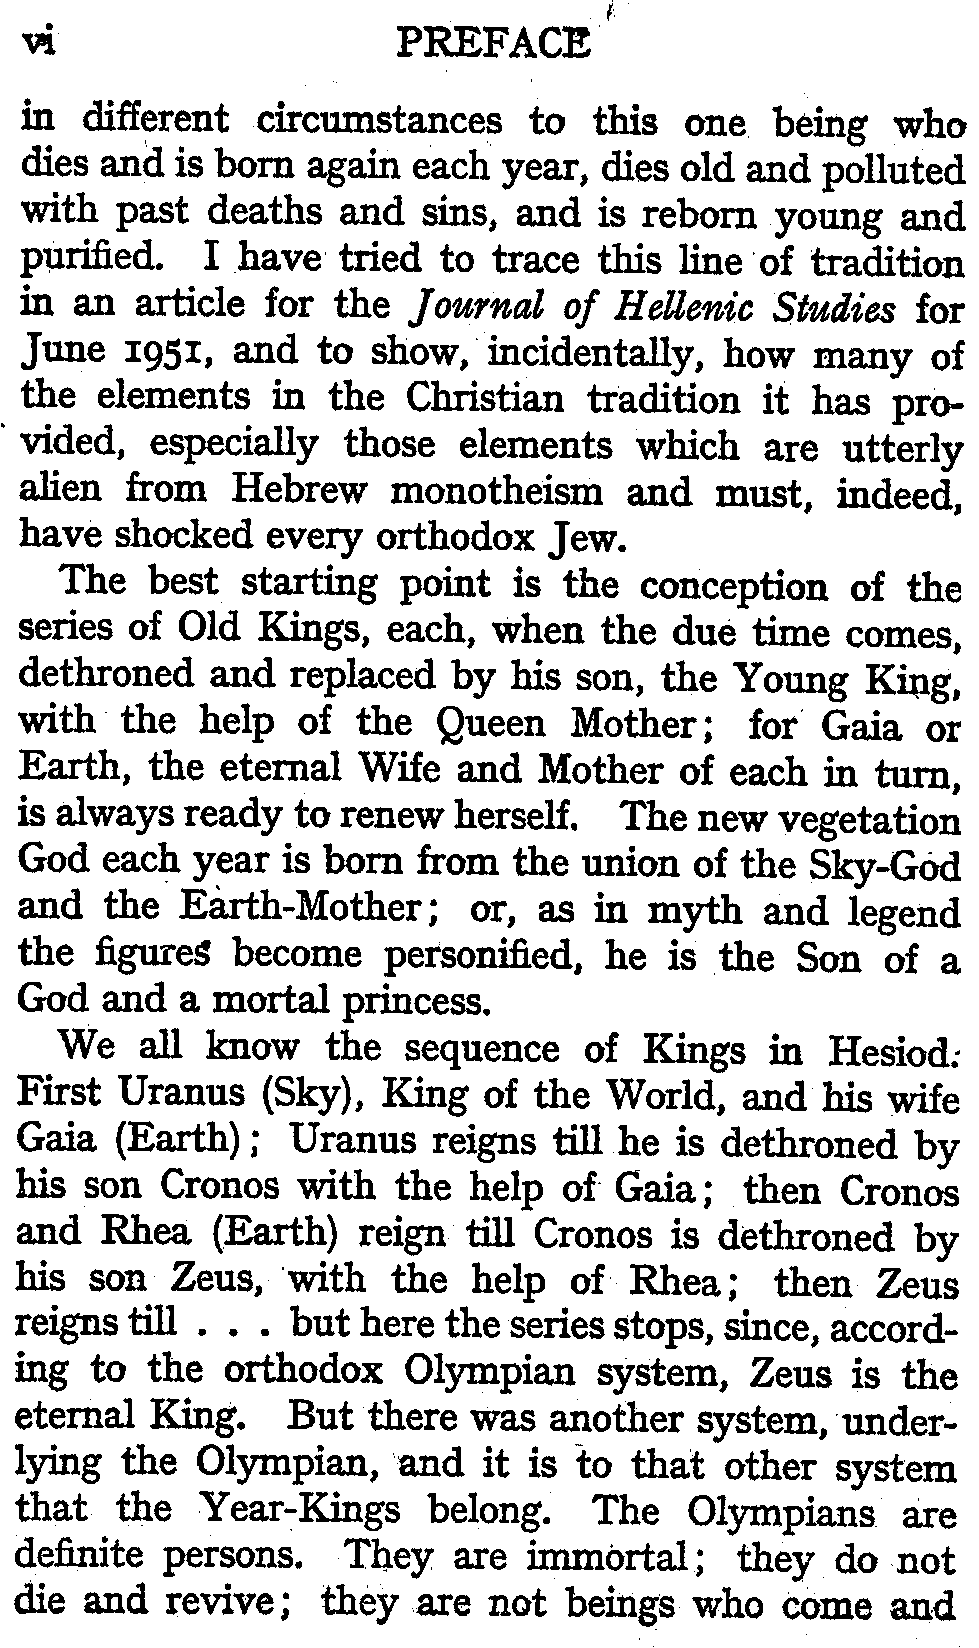 vi PREFACE
in different circumstances to this one being who
dies and is born again each year, dies old and polluted
with past deaths and sins, and is reborn young and
purified. I have tried to trace this line of tradition
in an article for the Journal of Hellenic Studies for
June 1951, and to show, incidentally, how many of
the elements in the Christian tradition it has pro-
vided, especially those elements which are utterly
alien from Hebrew monotheism and must, indeed,
have shocked every orthodox Jew.
The best starting point is the conception of the
series of Old Kings, each, when the due time comes,
dethroned and replaced by his son, the Young King,
with the help of the Queen Mother; for Gaia or
Earth, the eternal Wife and Mother of each in turn,
is always ready to renew herself. The new vegetation
God each year is born from the union of the Sky-God
and the Earth-Mother; or, as in myth and legend
the figures become personified, he is the Son of a
God and a mortal princess.
We all know the sequence of Kings in Hesiod:
First Uranus (Sky), King of the World, and his wife
Gaia (Earth); Uranus reigns till he is dethroned by
his son Cronos with the help of Gaia; then Cronos
and Rhea (Earth) reign till Cronos is dethroned by
his son Zeus, with the help of Rhea; then Zeus
reigns till . . . but here the series stops, since, accord-
ing to the orthodox Olympian system, Zeus is the
eternal King. But there was another system, under-
lying the Olympian, and it is to that other system
that the Year-Kings belong. The Olympians are
definite persons. They are immortal; they do not
die and revive; they are not beings who come and